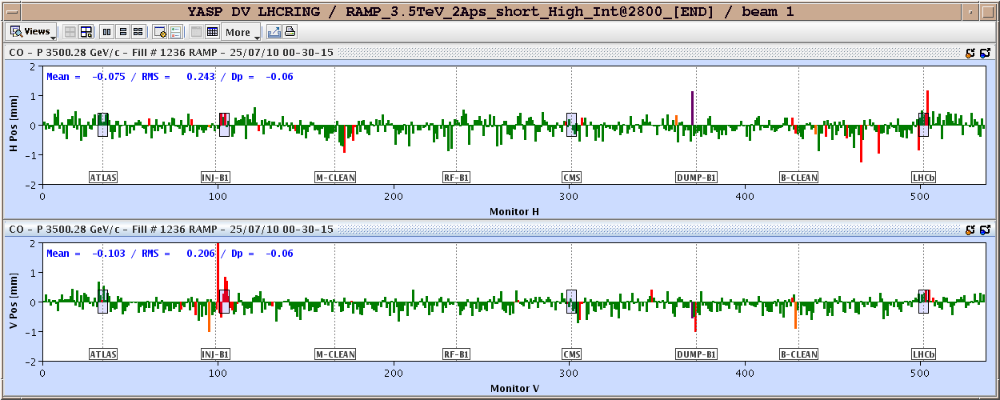 YASP DV LHCRING / RAMP_3.5TeV_2Aps_short_High_Int@2800_[END] / beam 1
Views More
CO - P 3500.28 GeV/c - Fill # 1236 RAMP - 25/07/10 00-30-15
Mean = -0.075 / RMS = 0.243 / Dp = -0.06
H Pos [mm]
2
1
0
-1
-2
ATLAS INJ-B1 M-CLEAN RF-B1 CMS DUMP-B1 B-CLEAN LHCb
0 100 200 300 400 500
Monitor H
CO - P 3500.28 GeV/c - Fill # 1236 RAMP - 25/07/10 00-30-15
Mean = -0.103 / RMS = 0.206 / Dp = -0.06
V Pos [mm]
2
1
0
-1
-2
ATLAS INJ-B1 M-CLEAN RF-B1 CMS DUMP-B1 B-CLEAN LHCb
0 100 200 300 400 500
Monitor V